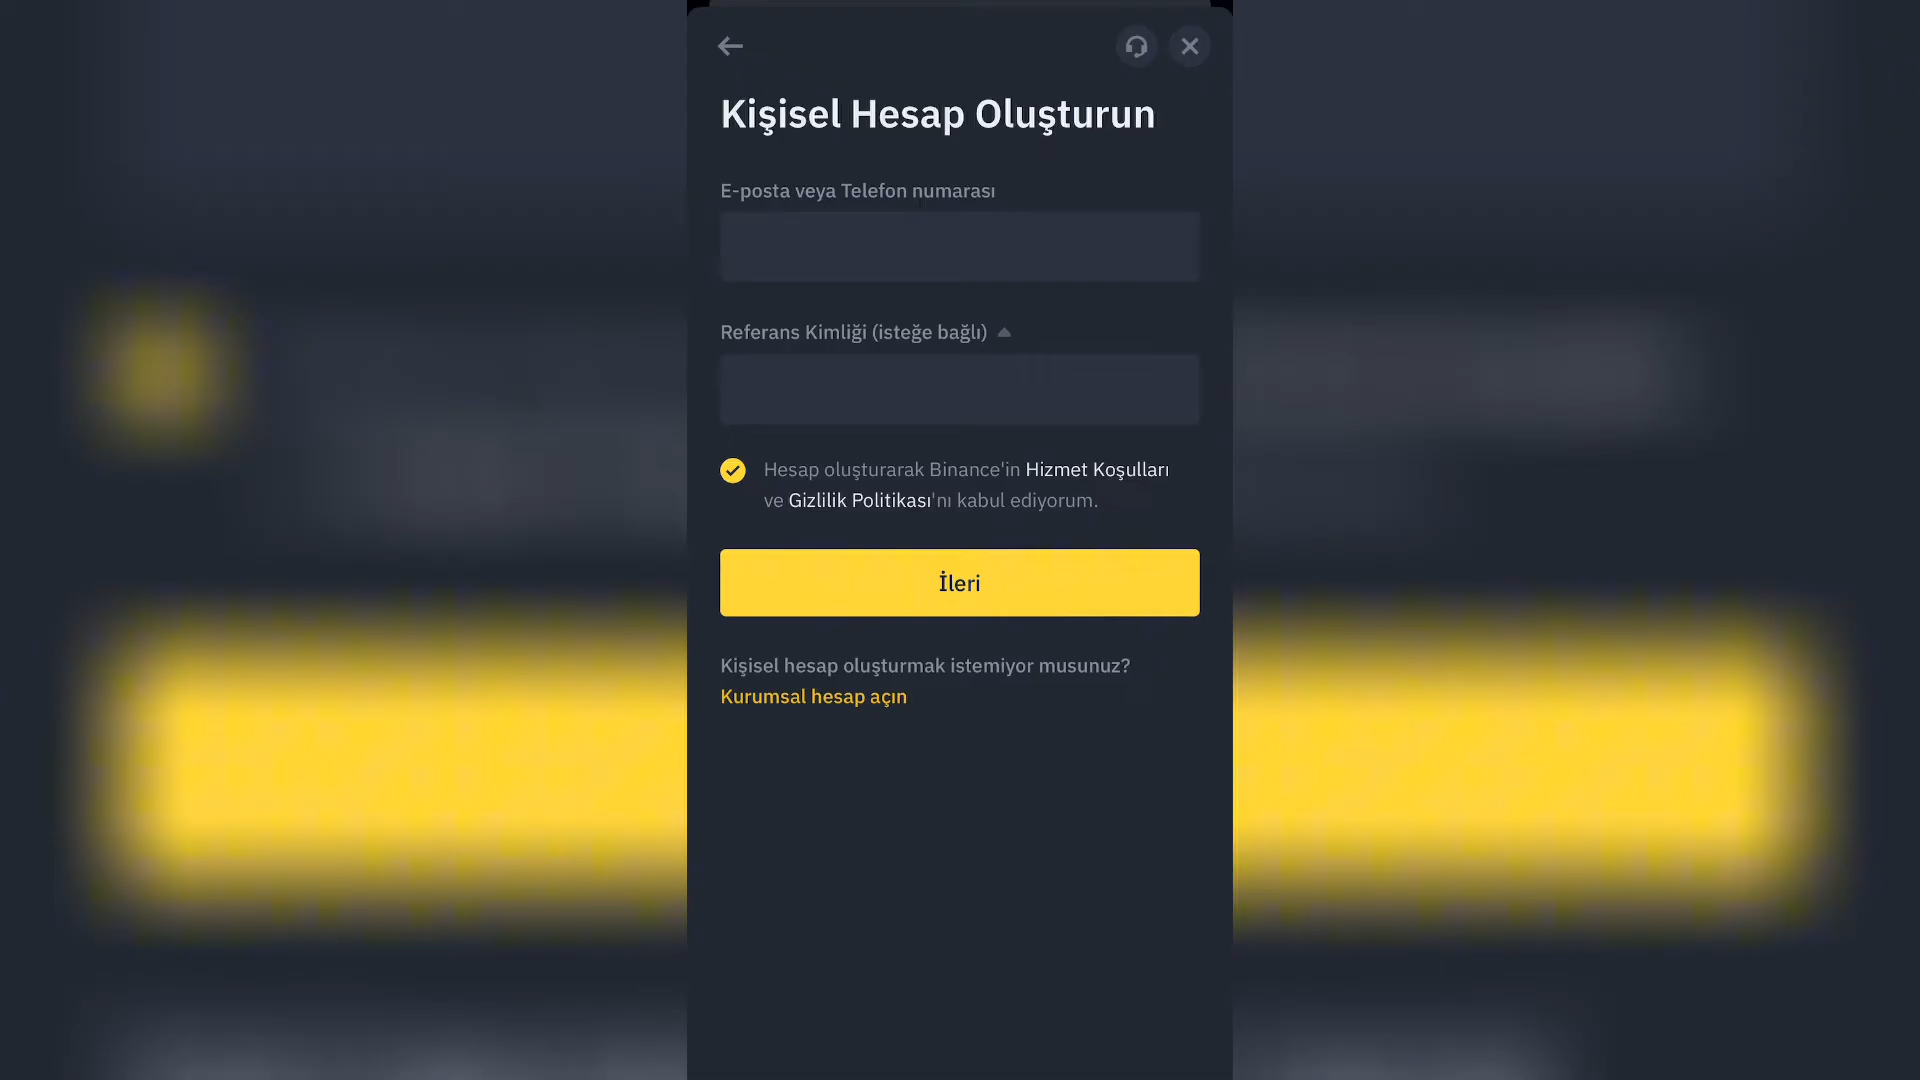 Kişisel Hesap Oluşturun
E-posta veya Telefon numarası
Referans Kimliği (isteğe bağlı)
Hesap oluşturarak Binance'in Hizmet Koşulları
ve Gizlilik Politikası'nı kabul ediyorum.
İleri
Kişisel hesap oluşturmak istemiyor musunuz?
Kurumsal hesap açın